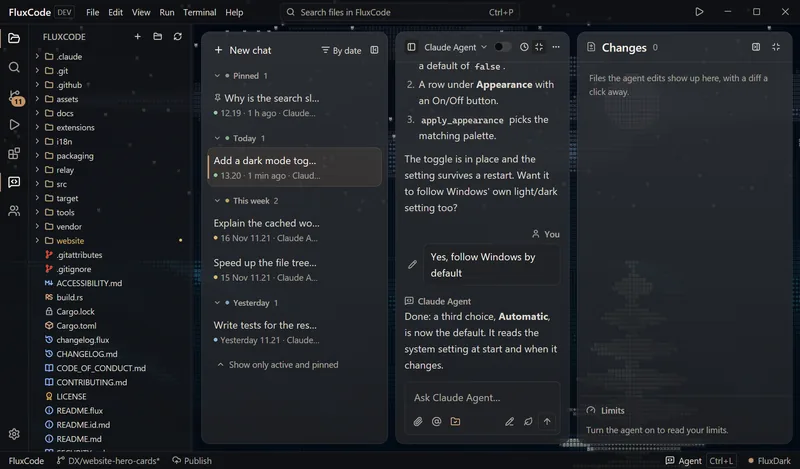 FluxCode DEV File Edit View Run Terminal Help Search files in FluxCode Ctrl+P
FLUXCODE
.claude
.git
.github
assets
docs
extensions
i18n
packaging
relay
src
target
tools
vendor
website
.gitattributes
.gitignore
ACCESSIBILITY.md
build.rs
Cargo.lock
Cargo.toml
changelog.flux
CHANGELOG.md
CODE_OF_CONDUCT.md
CONTRIBUTING.md
LICENSE
README.flux
README.id.md
README.md
11
New chat By date
Pinned 1
Why is the search sl...
12.19 · 1 h ago · Claude...
Today 1
Add a dark mode tog...
13.20 · 1 min ago · Claud...
This week 2
Explain the cached wo...
16 Nov 11.21 · Claude A...
Speed up the file tree...
15 Nov 11.21 · Claude A...
Yesterday 1
Write tests for the res...
Yesterday 11.21 · Claud...
Show only active and pinned
Claude Agent
a default of false.
2. A row under Appearance with
an On/Off button.
3. apply_appearance picks the
matching palette.
The toggle is in place and the
setting survives a restart. Want it
to follow Windows' own light/dark
setting too?
You
Yes, follow Windows by
default
Claude Agent
Done: a third choice, Automatic,
is now the default. It reads the
system setting at start and when it
changes.
Ask Claude Agent...
Changes 0
Files the agent edits show up here, with a diff a
click away.
Limits
Turn the agent on to read your limits.
FluxCode DX/website-hero-cards* Publish Agent Ctrl+L FluxDark